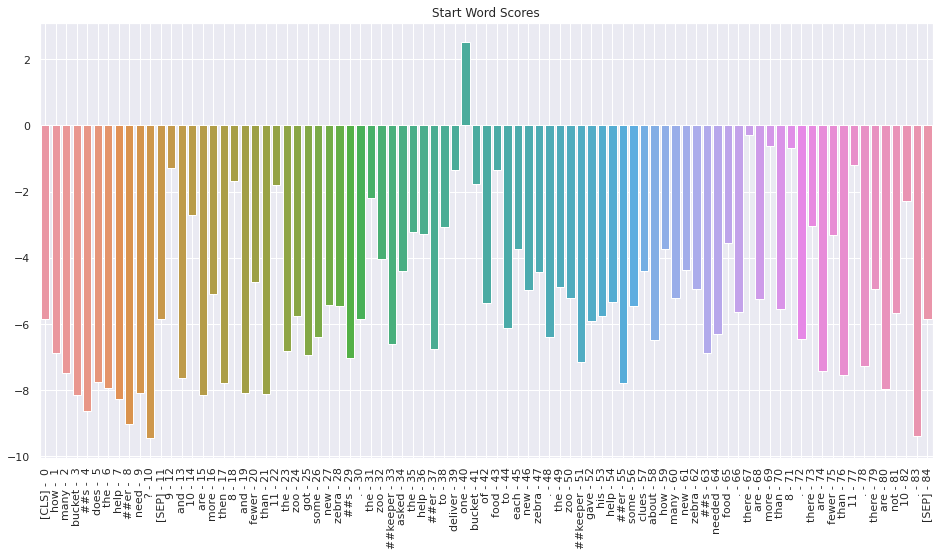 Start Word Scores
2
0
−2
−4
−6
−8
−10
[CLS] - 0
how - 1
many - 2
bucket - 3
##s - 4
does - 5
the - 6
help - 7
##er - 8
need - 9
? - 10
[SEP] - 11
9 - 12
and - 13
10 - 14
are - 15
more - 16
then - 17
8 - 18
and - 19
fewer - 20
than - 21
11 - 22
the - 23
zoo - 24
got - 25
some - 26
new - 27
zebra - 28
##s - 29
. - 30
the - 31
zoo - 32
##keeper - 33
asked - 34
the - 35
help - 36
##er - 37
to - 38
deliver - 39
one - 40
bucket - 41
of - 42
food - 43
to - 44
each - 45
new - 46
zebra - 47
. - 48
the - 49
zoo - 50
##keeper - 51
gave - 52
his - 53
help - 54
##er - 55
some - 56
clues - 57
about - 58
how - 59
many - 60
new - 61
zebra - 62
##s - 63
needed - 64
food - 65
. - 66
there - 67
are - 68
more - 69
than - 70
8 - 71
. - 72
there - 73
are - 74
fewer - 75
than - 76
11 - 77
. - 78
there - 79
are - 80
not - 81
10 - 82
. - 83
[SEP] - 84